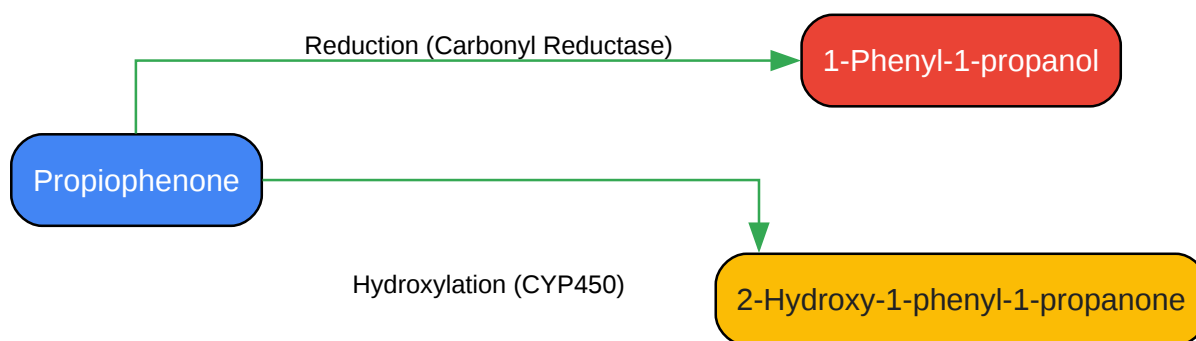 Reduction (Carbonyl Reductase)
1-Phenyl-1-propanol
Propiophenone
Hydroxylation (CYP450)
2-Hydroxy-1-phenyl-1-propanone